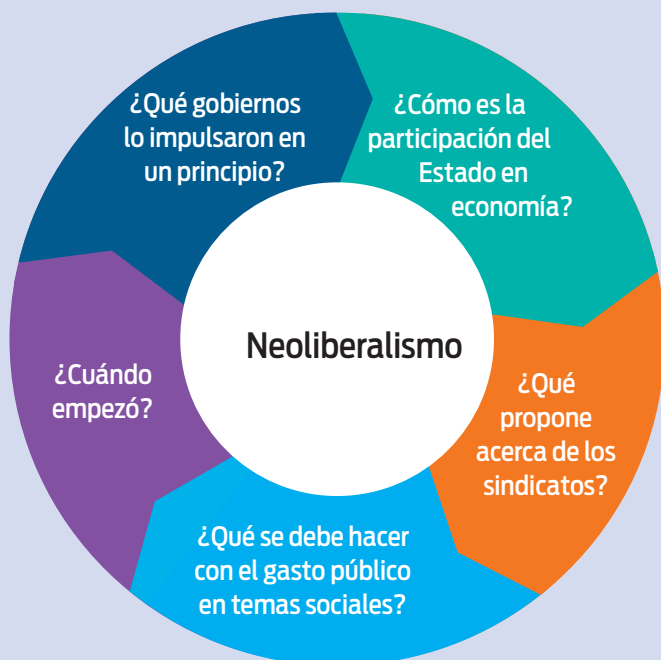 ¿Qué gobiernos
lo impulsaron en
un principio?
¿Cómo es la
participación del
Estado en
economía?
¿Qué
propone
acerca de los
sindicatos?
¿Qué se debe hacer
con el gasto público
en temas sociales?
¿Cuándo
empezó?
Neoliberalismo